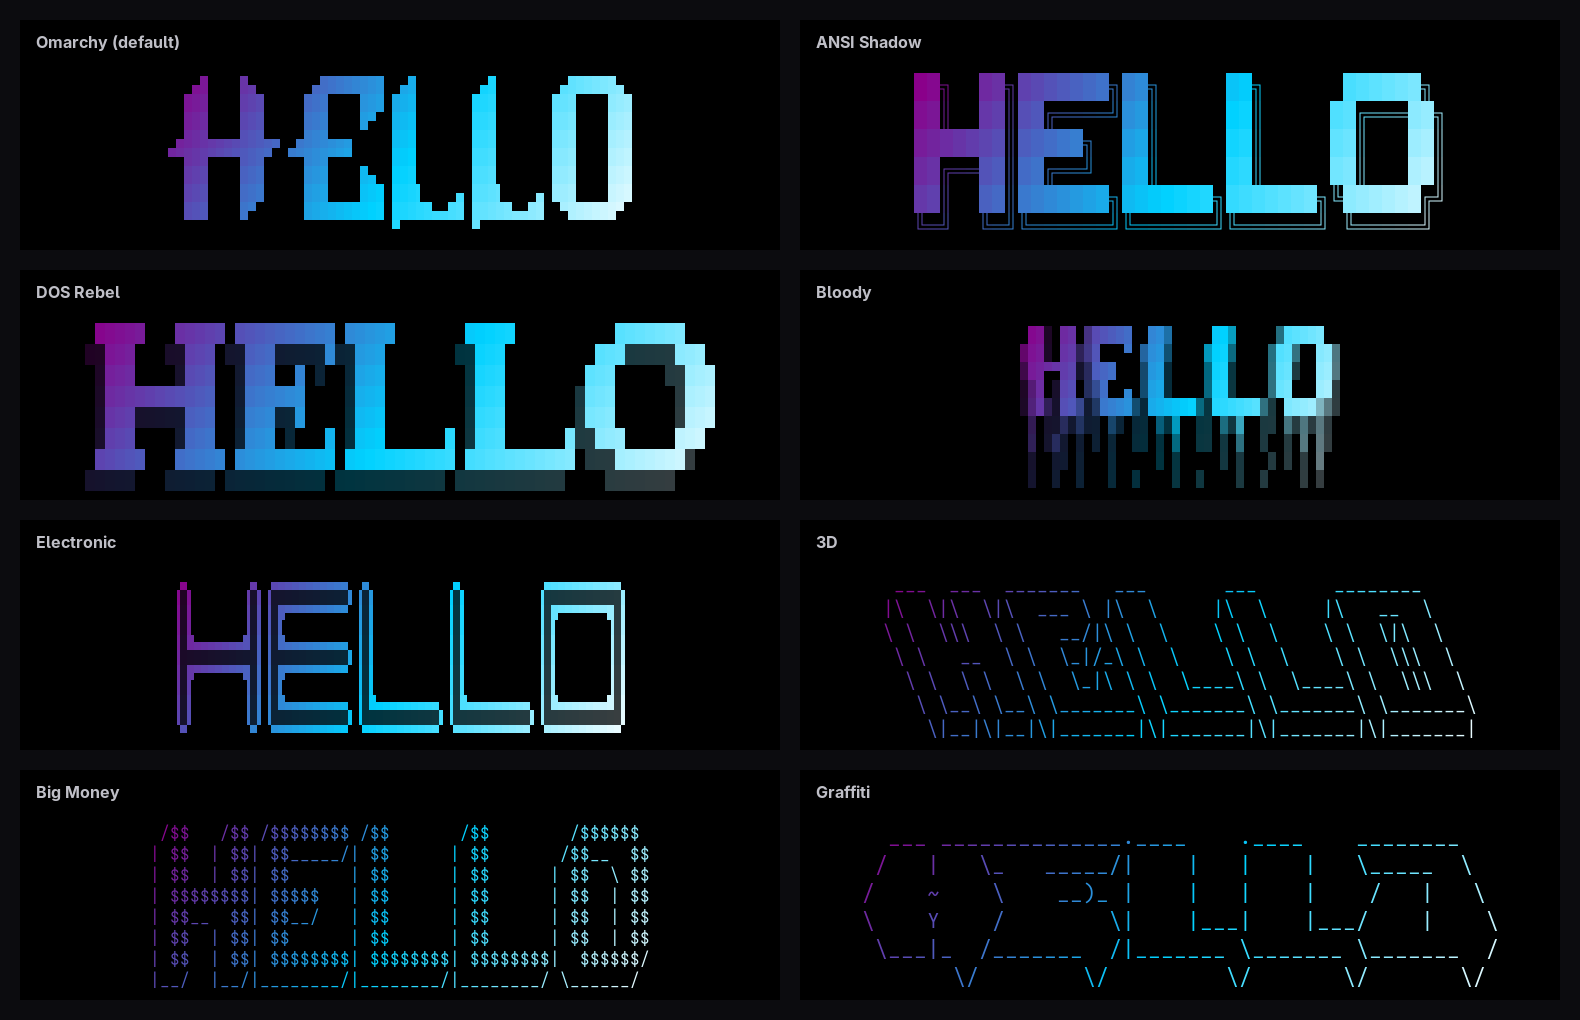 Omarchy (default)
HELLO
ANSI Shadow
HELLO
DOS Rebel
HELLO
Bloody
HELLO
Electronic
HELLO
3D
HELLO
Big Money
HELLO
Graffiti
HELLO